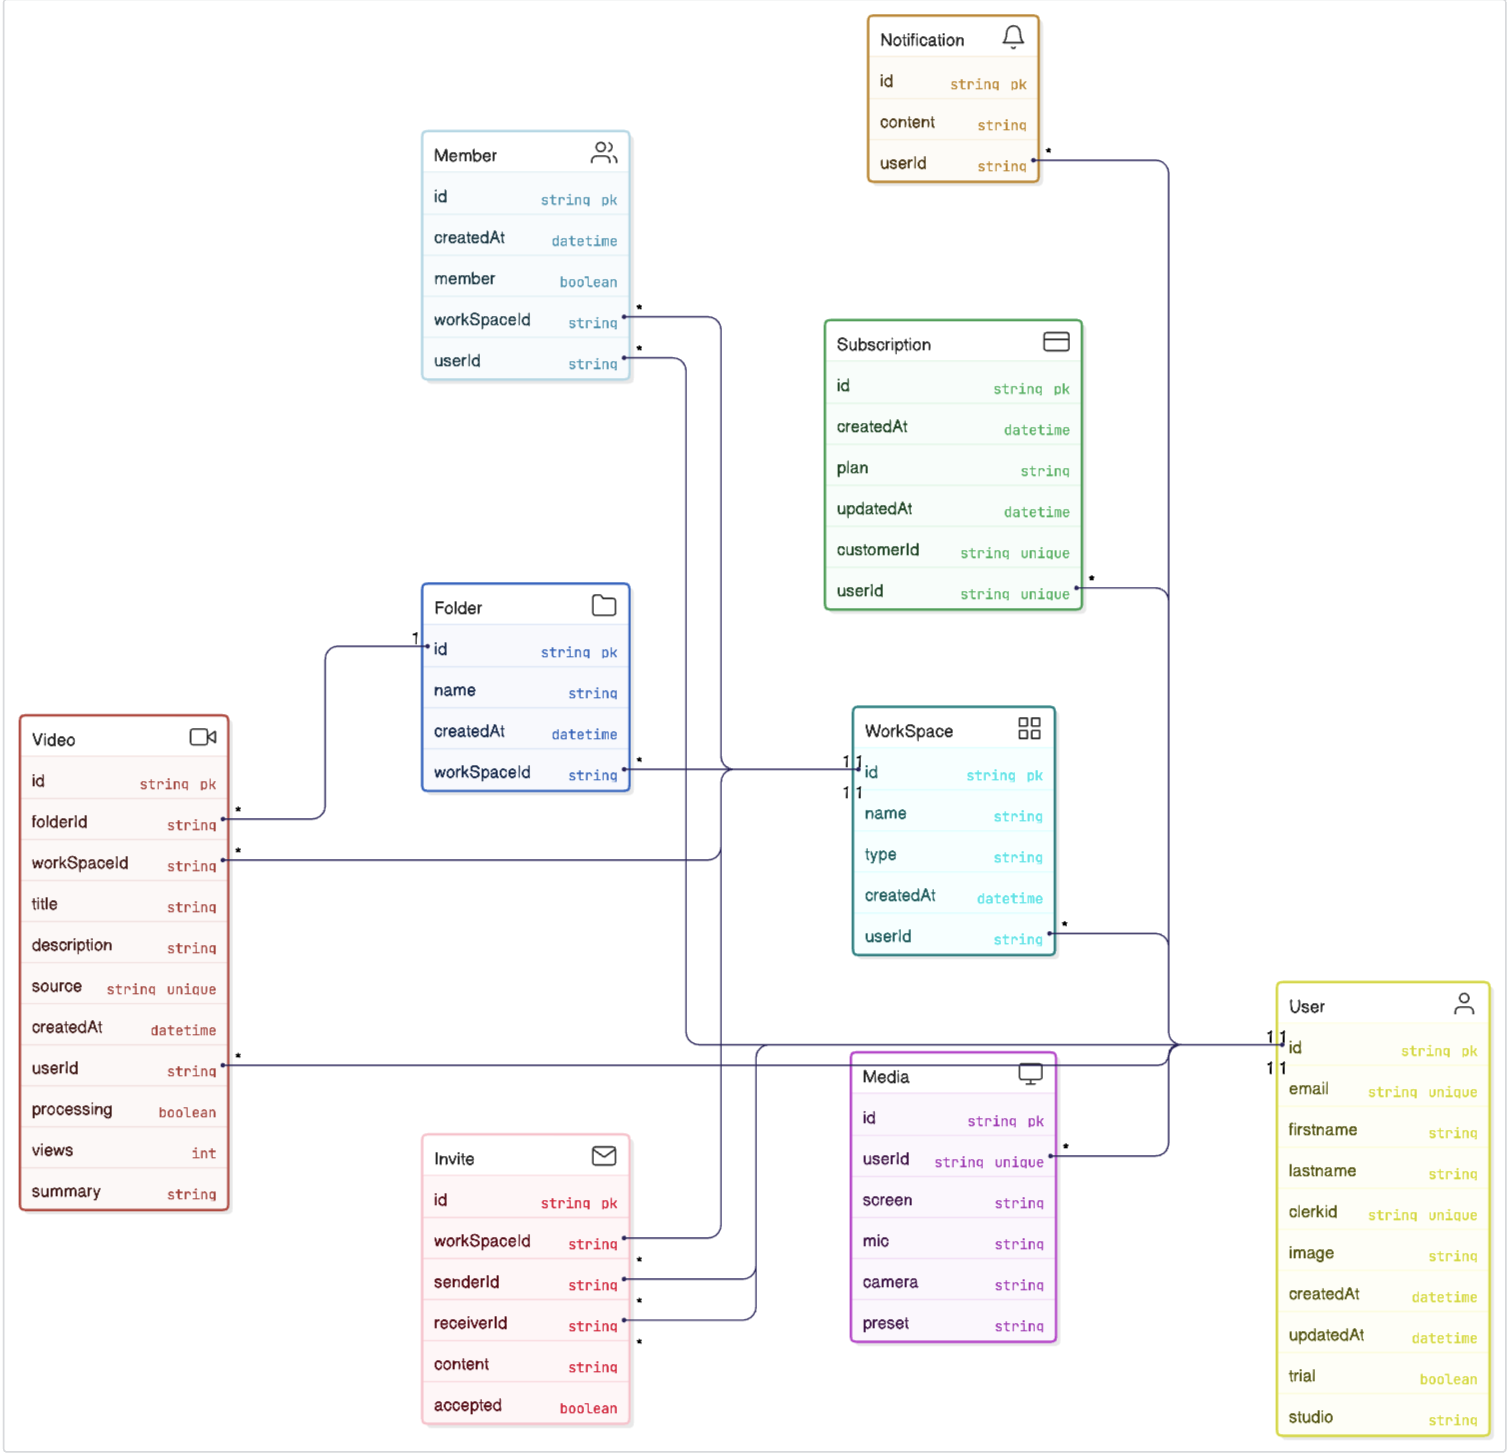 Notification
id string pk
content string
userId string
*
Member
id string pk
createdAt datetime
member boolean
workSpaceId string
*
userId string
*
Subscription
id string pk
createdAt datetime
plan string
updatedAt datetime
customerId string unique
userId string unique
*
Folder
1
id string pk
name string
createdAt datetime
workSpaceId string
*
WorkSpace
1 1
id string pk
1 1
name string
type string
createdAt datetime
userId string
*
Video
id string pk
folderId string
*
workSpaceId string
*
title string
description string
source string unique
createdAt datetime
userId string
*
processing boolean
views int
summary string
User
1 1
id string pk
1 1
email string unique
firstname string
lastname string
clerkid string unique
image string
createdAt datetime
updatedAt datetime
trial boolean
studio string
Media
id string pk
userId string unique
*
screen string
mic string
camera string
preset string
Invite
id string pk
workSpaceId string
*
senderId string
*
receiverId string
*
content string
accepted boolean